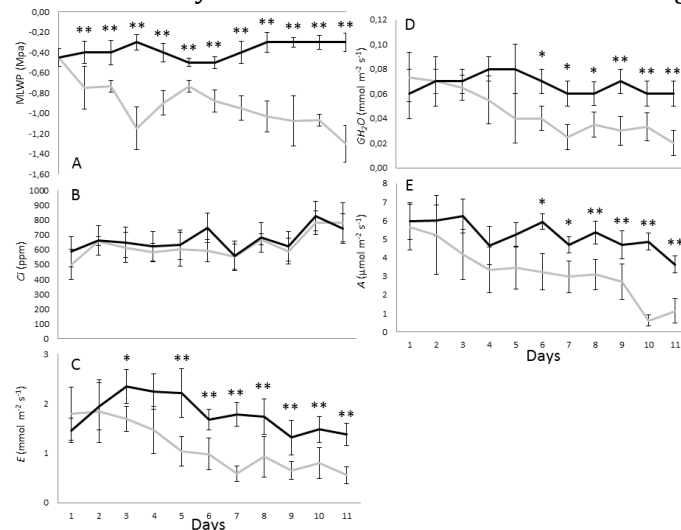 A
MLWP (Mpa)
0,00
-0,20
-0,40
-0,60
-0,80
-1,00
-1,20
-1,40
-1,60
** ** ** ** ** ** ** ** ** **
B
Ci (ppm)
1000
900
800
700
600
500
400
300
200
100
0
C
E (mmol m⁻² s⁻¹)
3
2
1
0
* ** ** ** ** ** ** **
1 2 3 4 5 6 7 8 9 10 11
Days
D
GH₂O (mmol m⁻² s⁻¹)
0,12
0,10
0,08
0,06
0,04
0,02
0,00
* * * ** ** **
E
A (µmol m⁻² s⁻¹)
8
7
6
5
4
3
2
1
0
* * ** ** ** **
1 2 3 4 5 6 7 8 9 10 11
Days